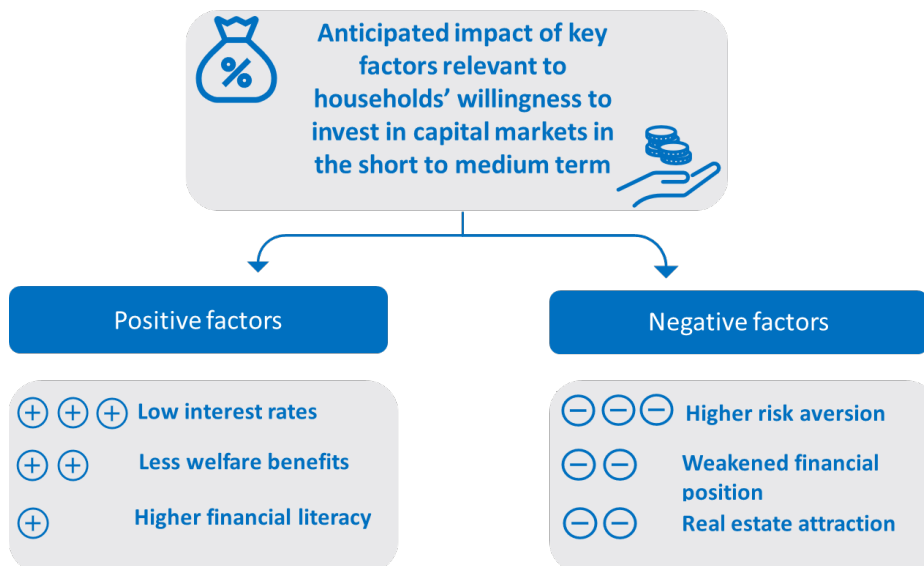 Anticipated impact of key
factors relevant to
households’ willingness to
invest in capital markets in
the short to medium term
%
Positive factors
Negative factors
+ + + Low interest rates
+ + Less welfare benefits
+ Higher financial literacy
− − − Higher risk aversion
− − Weakened financial
position
− − Real estate attraction